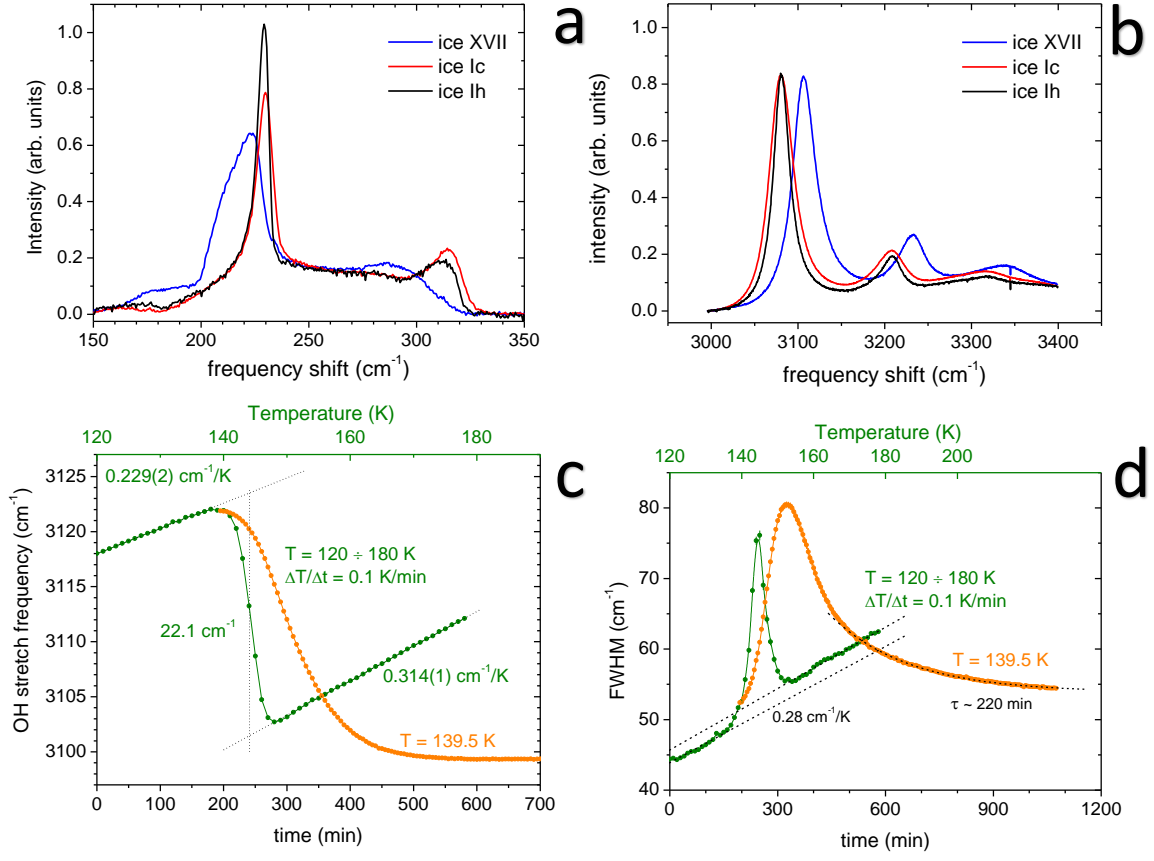 a
ice XVII
ice Ic
ice Ih
Intensity (arb. units)
1.0
0.8
0.6
0.4
0.2
0.0
150 200 250 300 350
frequency shift (cm⁻¹)
b
ice XVII
ice Ic
ice Ih
intensity (arb. units)
1.0
0.8
0.6
0.4
0.2
0.0
3000 3100 3200 3300 3400
frequency shift (cm⁻¹)
Temperature (K)
120 140 160 180
c
OH stretch frequency (cm⁻¹)
3127
3125
3122
3120
3117
3115
3112
3110
3107
3105
3102
3100
3097
0.229(2) cm⁻¹/K
T = 120 ÷ 180 K
ΔT/Δt = 0.1 K/min
22.1 cm⁻¹
0.314(1) cm⁻¹/K
T = 139.5 K
0 100 200 300 400 500 600 700
time (min)
Temperature (K)
120 140 160 180 200
d
FWHM (cm⁻¹)
80
70
60
50
40
T = 120 ÷ 180 K
ΔT/Δt = 0.1 K/min
T = 139.5 K
0.28 cm⁻¹/K
τ ~ 220 min
0 300 600 900 1200
time (min)